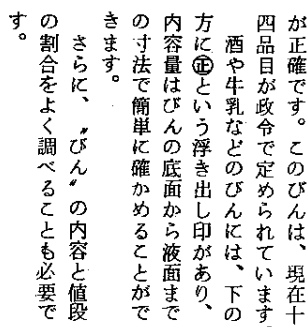 が正確です。このびんは、現在十
四品目が政令で定められています。
酒や牛乳などのびんには、下の
方に㊣という浮き出し印があり、
内容量はびんの底面から液面まで
の寸法で簡単に確かめることがで
きます。
さらに、〝びん〟の内容と値段
の割合をよく調べることも必要で
す。